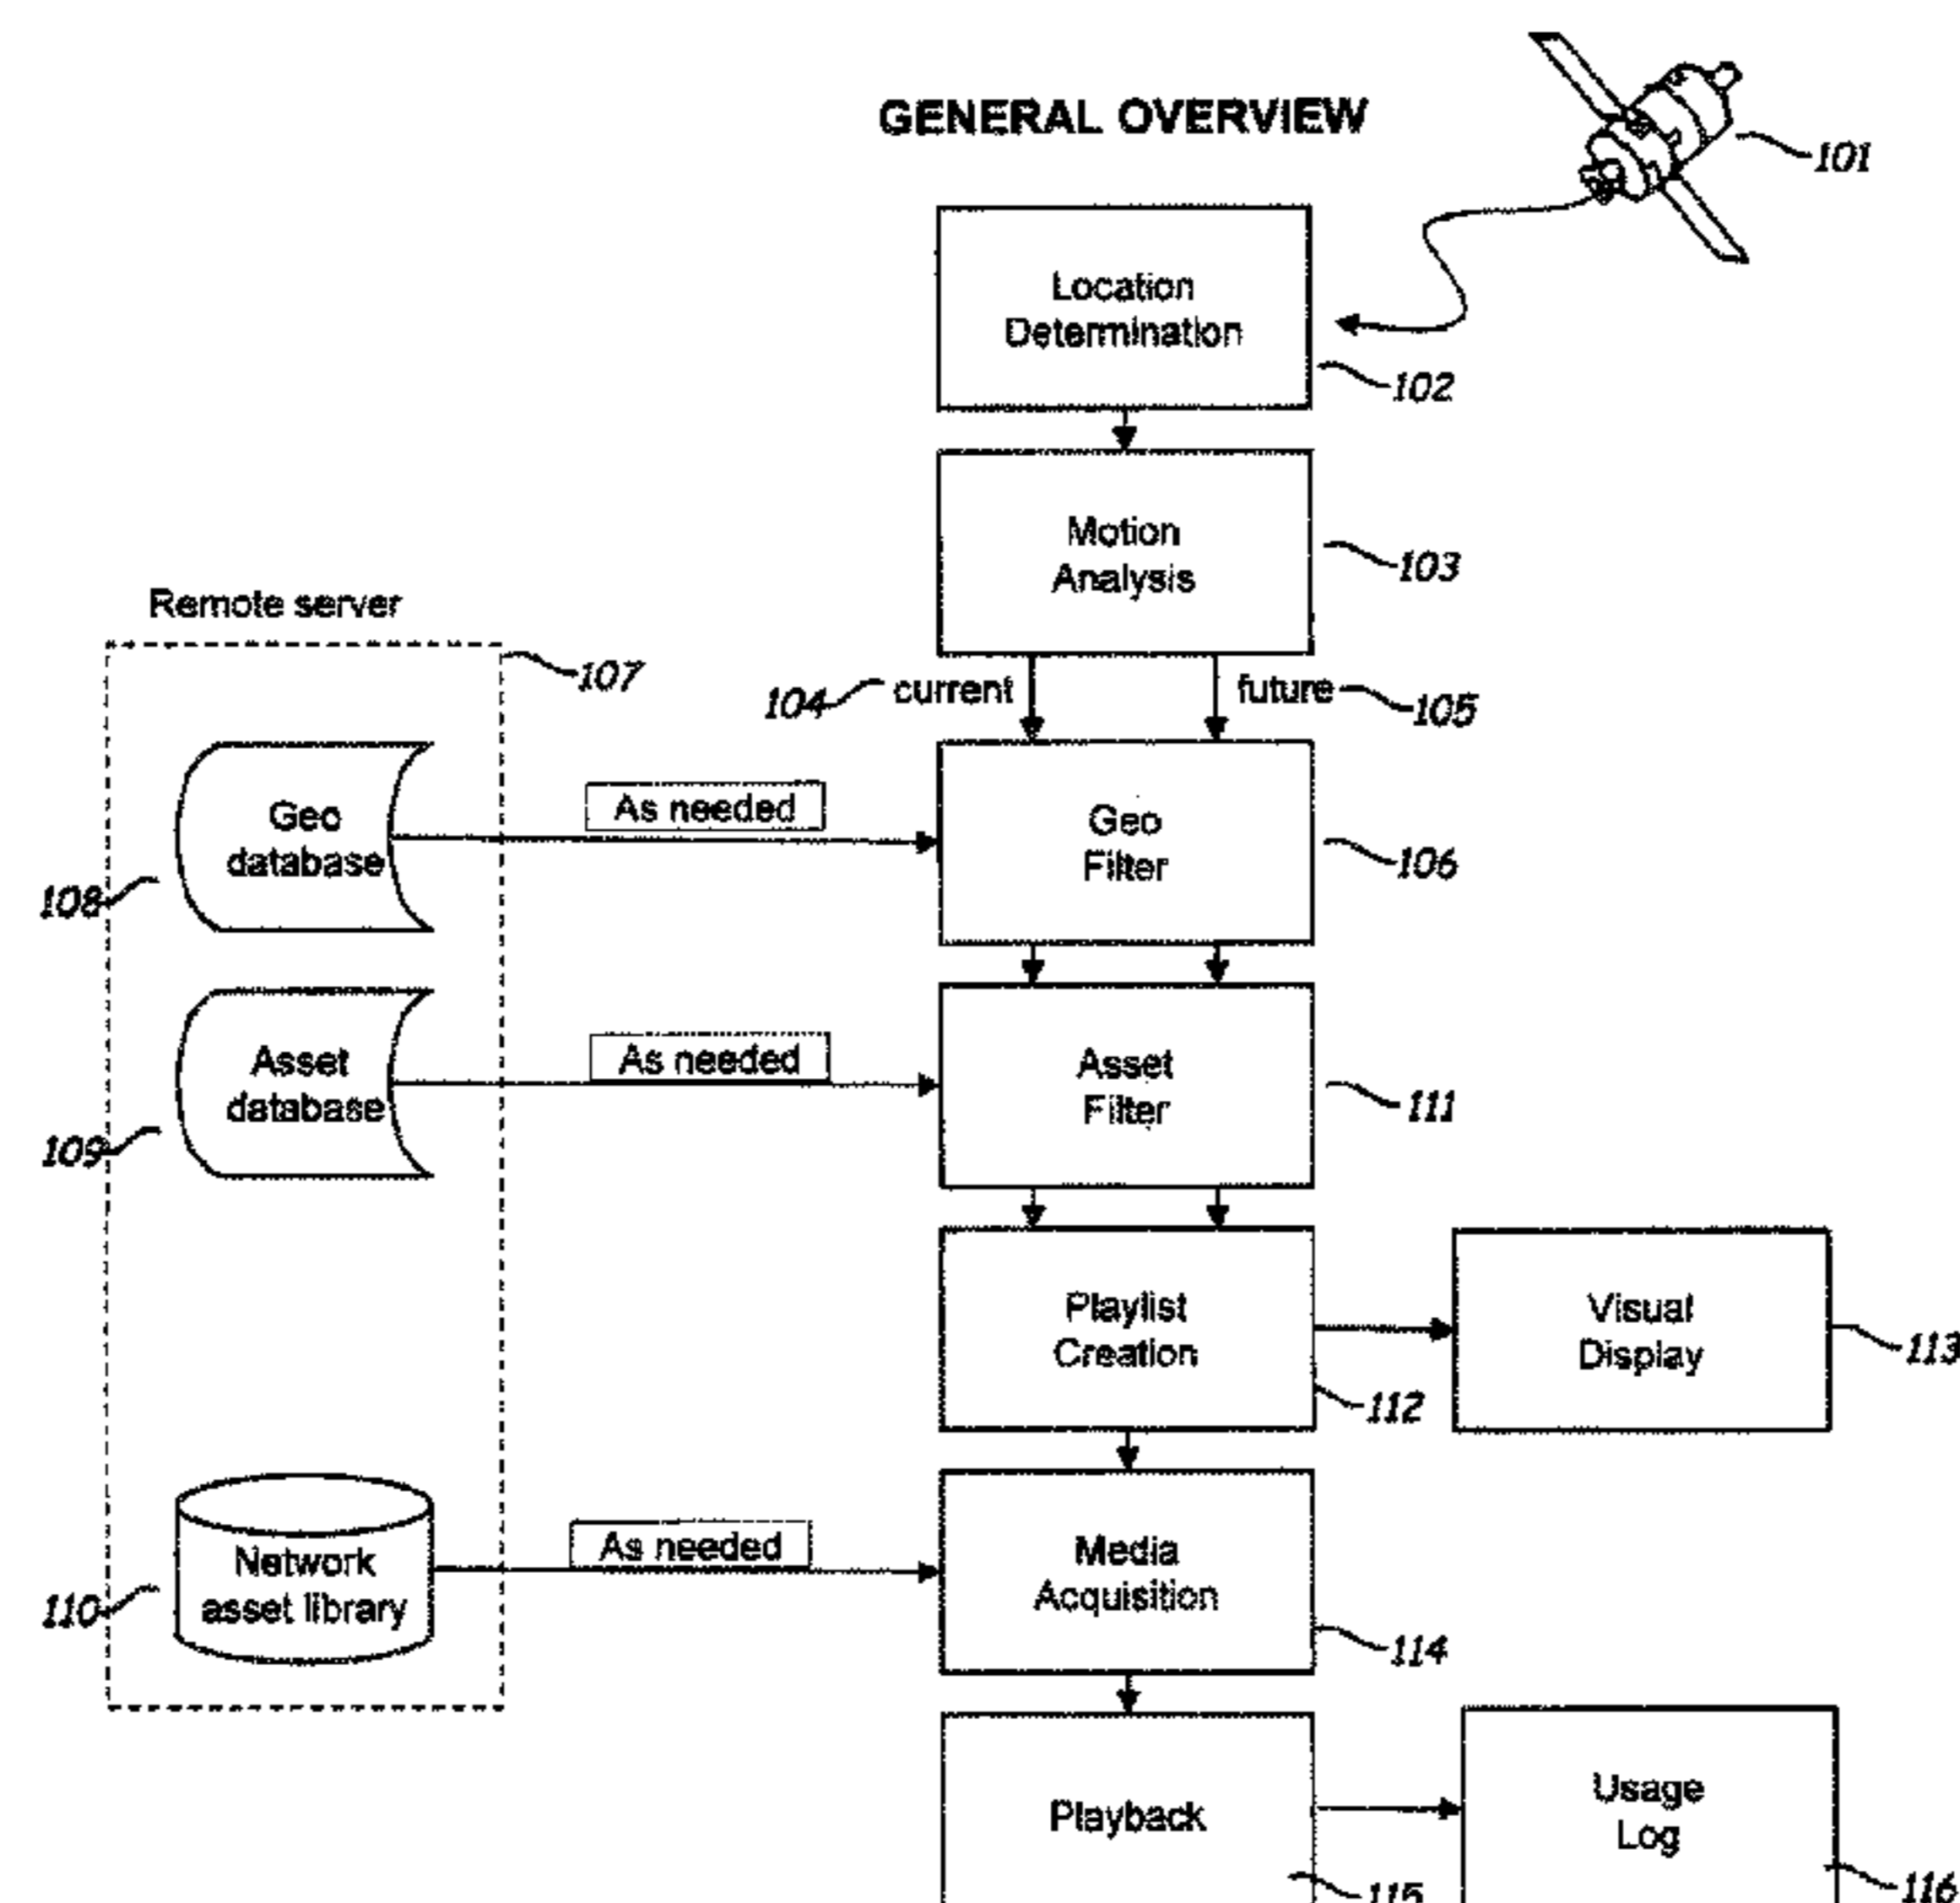 GENERAL OVERVIEW
101
Location
Determination
102
Motion
Analysis
103
Remote server
107
104
current
future
105
Geo
database
108
As needed
Geo
Filter
106
Asset
database
109
As needed
Asset
Filter
111
Playlist
Creation
112
Visual
Display
113
Network
asset library
110
As needed
Media
Acquisition
114
Playback
115
Usage
Log
116